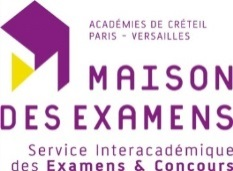 ACADÉMIES DE CRÉTEIL
PARIS - VERSAILLES
MAISON
DES EXAMENS
Service Interacadémique
des Examens & Concours